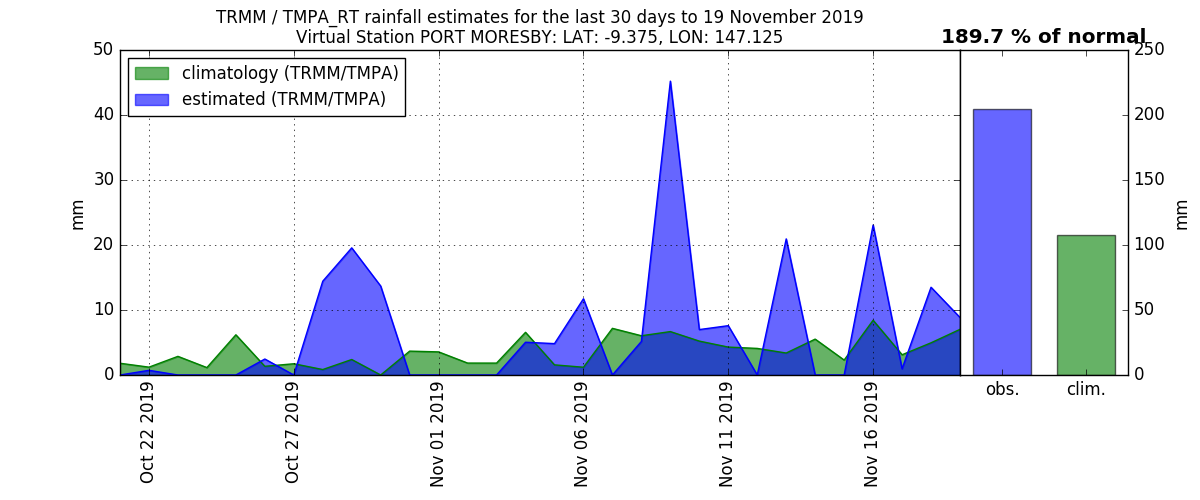 TRMM / TMPA_RT rainfall estimates for the last 30 days to 19 November 2019
Virtual Station PORT MORESBY: LAT: -9.375, LON: 147.125
189.7 % of normal
climatology (TRMM/TMPA)
estimated (TRMM/TMPA)
50
40
30
20
10
0
mm
Oct 22 2019
Oct 27 2019
Nov 01 2019
Nov 06 2019
Nov 11 2019
Nov 16 2019
obs.
clim.
250
200
150
100
50
0
mm